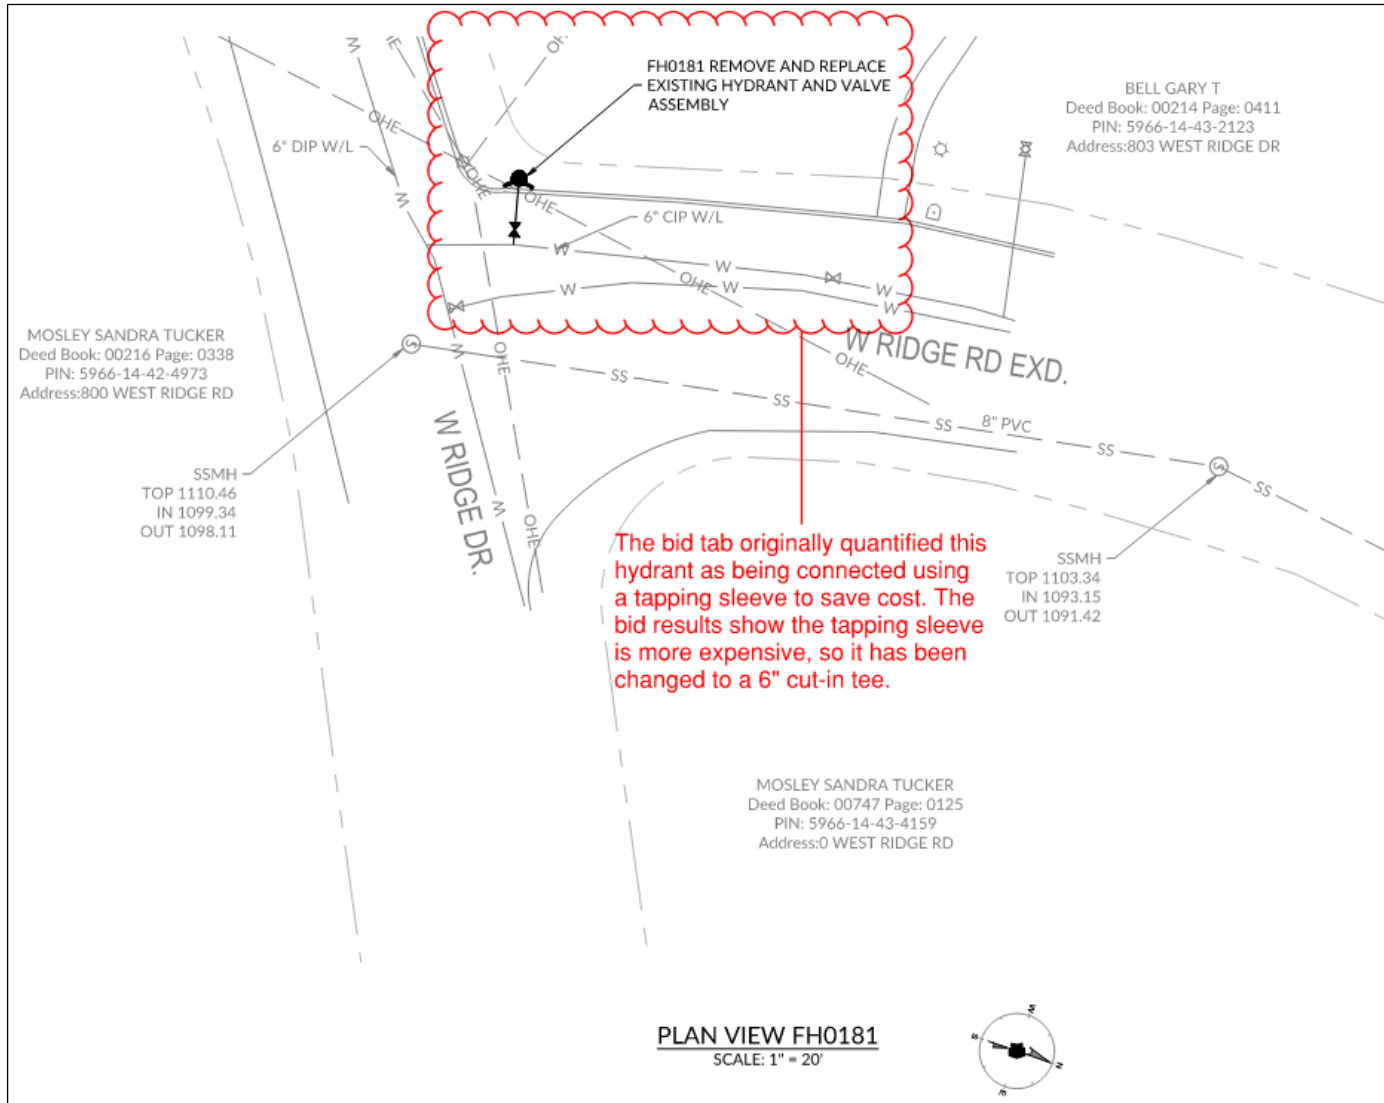 FH0181 REMOVE AND REPLACE
EXISTING HYDRANT AND VALVE
ASSEMBLY
BELL GARY T
Deed Book: 00214 Page: 0411
PIN: 5966-14-43-2123
Address:803 WEST RIDGE DR
W
OHE
6" DIP W/L
W
OHE
OHE
6" CIP W/L
W
W
W
OHE
W
W
W
W
MOSLEY SANDRA TUCKER
Deed Book: 00216 Page: 0338
PIN: 5966-14-42-4973
Address:800 WEST RIDGE RD
S
W
OHE
W RIDGE RD EXD.
OHE
SS
SS
SS
8" PVC
SS
S
SS
W RIDGE DR.
W
OHE
SSMH
TOP 1110.46
IN 1099.34
OUT 1098.11
The bid tab originally quantified this
hydrant as being connected using
a tapping sleeve to save cost. The
bid results show the tapping sleeve
is more expensive, so it has been
changed to a 6" cut-in tee.
SSMH
TOP 1103.34
IN 1093.15
OUT 1091.42
MOSLEY SANDRA TUCKER
Deed Book: 00747 Page: 0125
PIN: 5966-14-43-4159
Address:0 WEST RIDGE RD
PLAN VIEW FH0181
SCALE: 1" = 20'
W
S
N
E